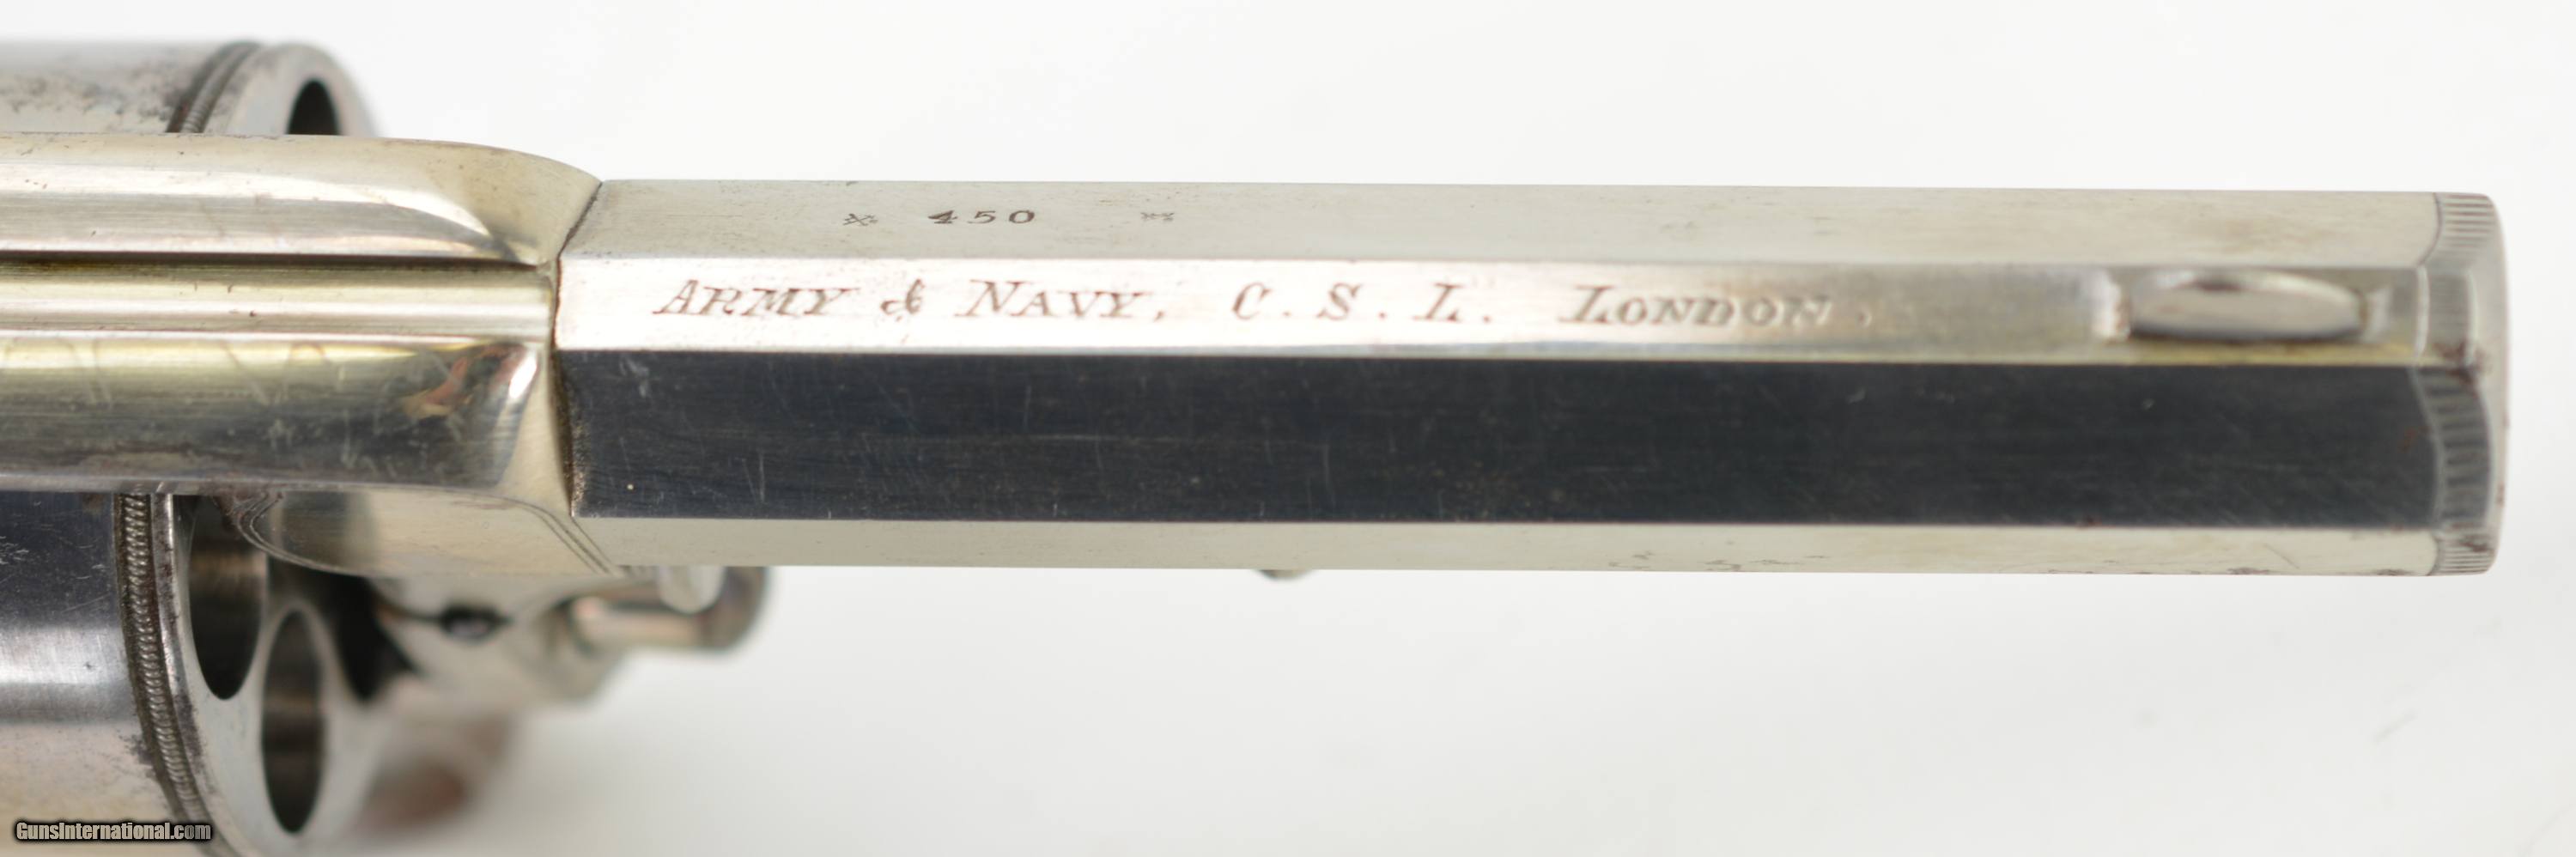 450
ARMY & NAVY, C. S. L. LONDON.
GunsInternational.com